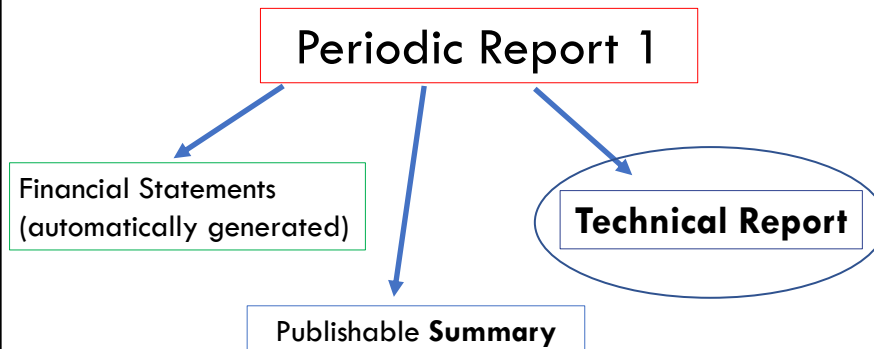 Periodic Report 1
Financial Statements
(automatically generated)
Technical Report
Publishable Summary